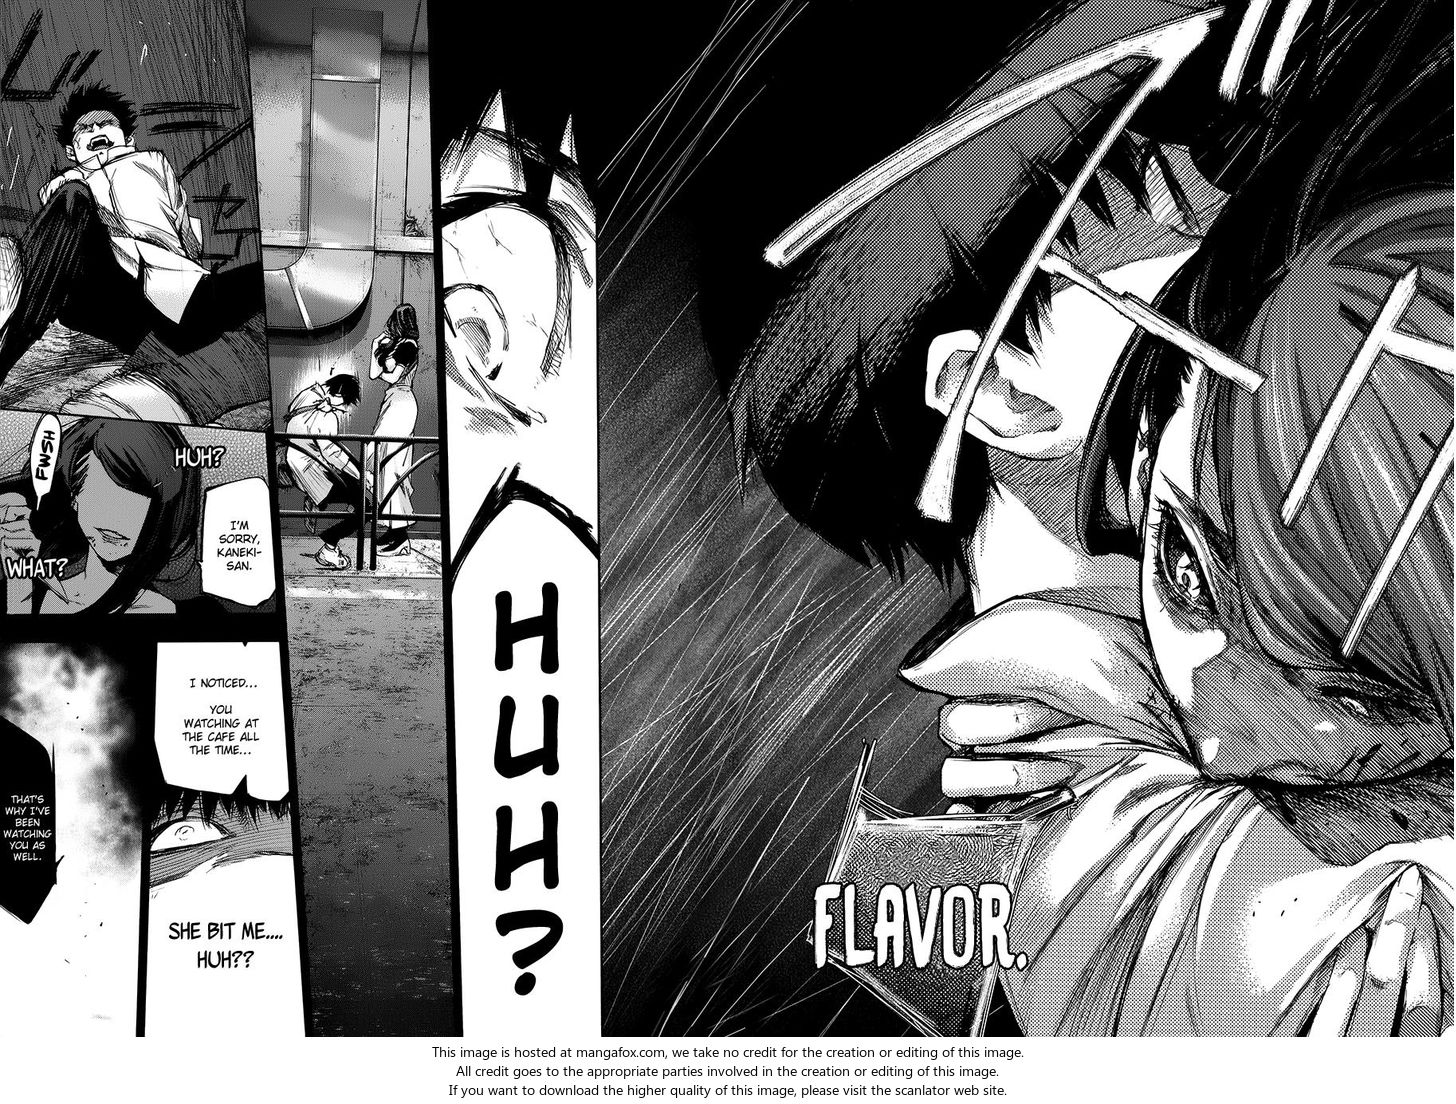 FLAVOR.
HUH?
FWSH
HUH?
WHAT?
I'M
SORRY,
KANEKI-
SAN.
I NOTICED...
YOU
WATCHING AT
THE CAFE ALL
THE TIME...
SHE BIT ME....
HUH??
THAT'S
WHY I'VE
BEEN
WATCHING
YOU AS
WELL.
This image is hosted at mangafox.com, we take no credit for the creation or editing of this image.
All credit goes to the appropriate parties involved in the creation or editing of this image.
If you want to download the higher quality of this image, please visit the scanlator web site.